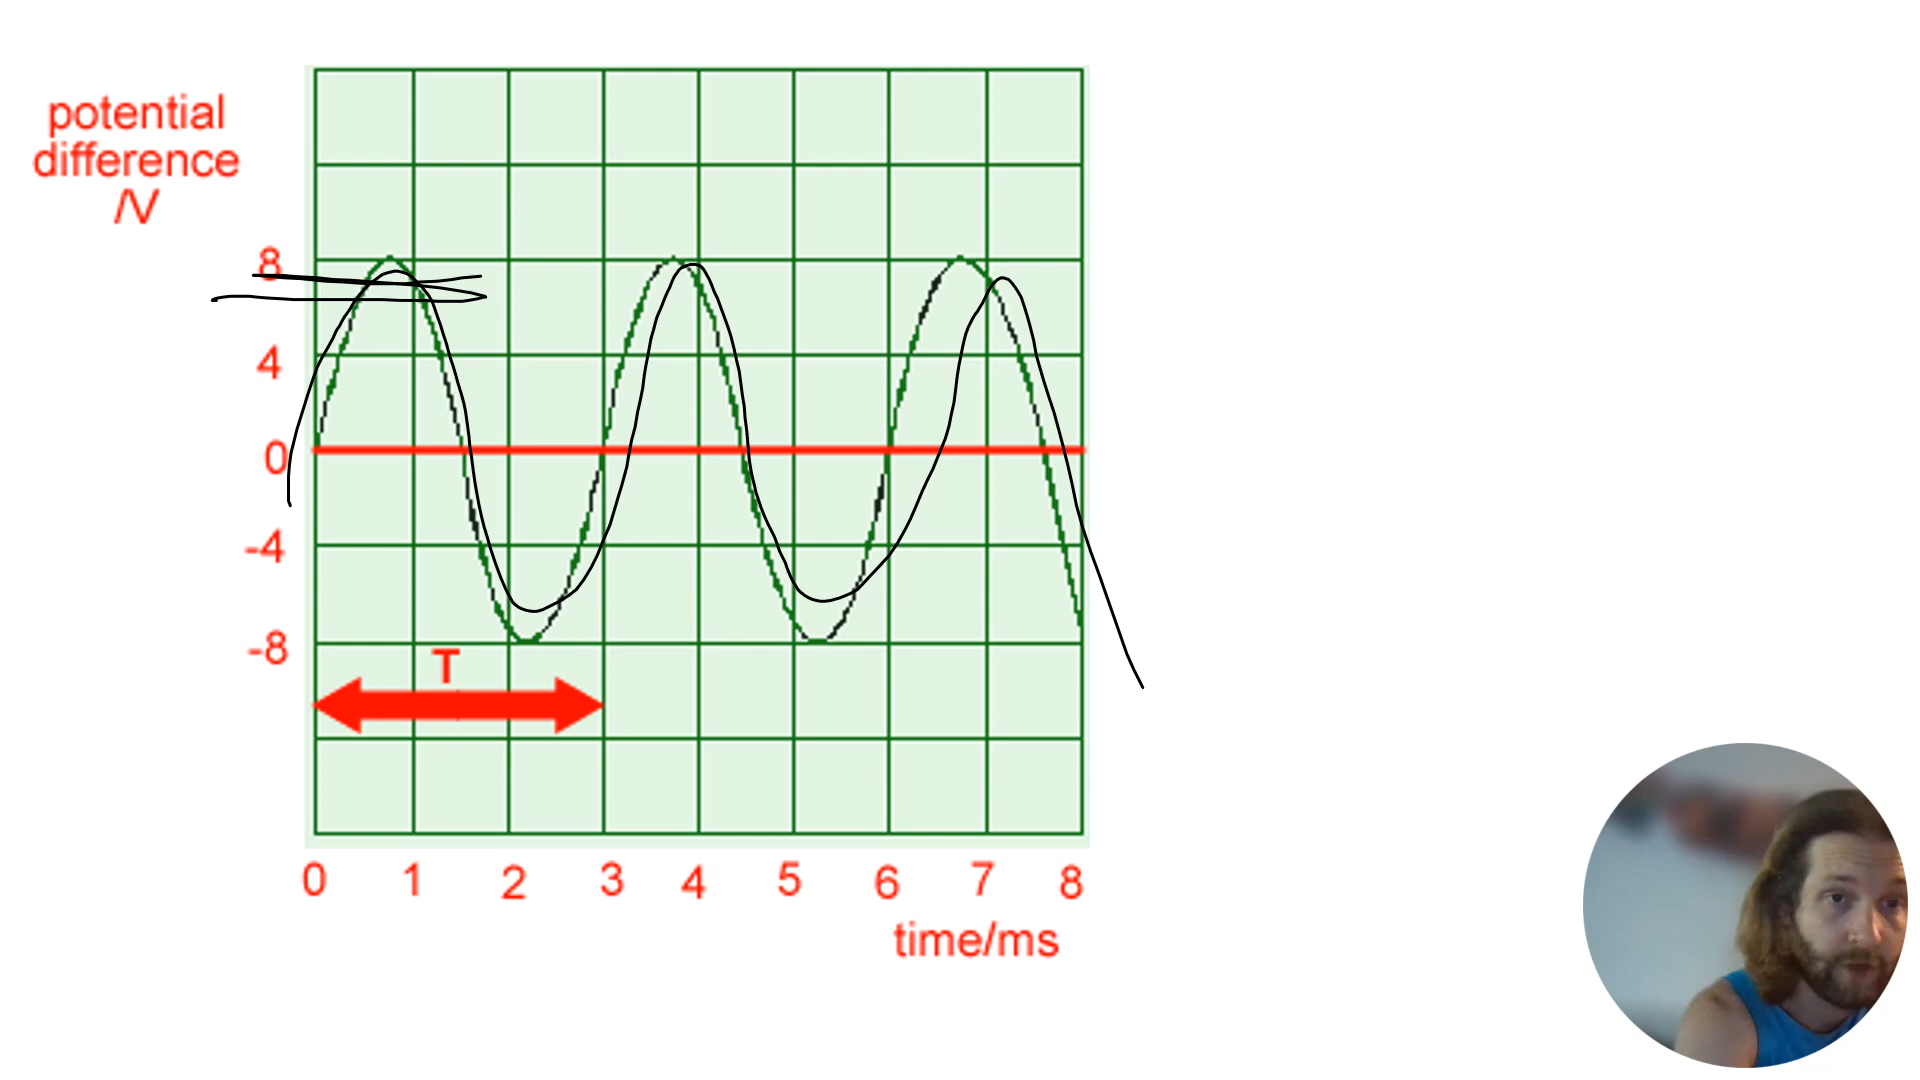 potential
difference
/V
8
4
0
-4
-8
T
0 1 2 3 4 5 6 7 8
time/ms